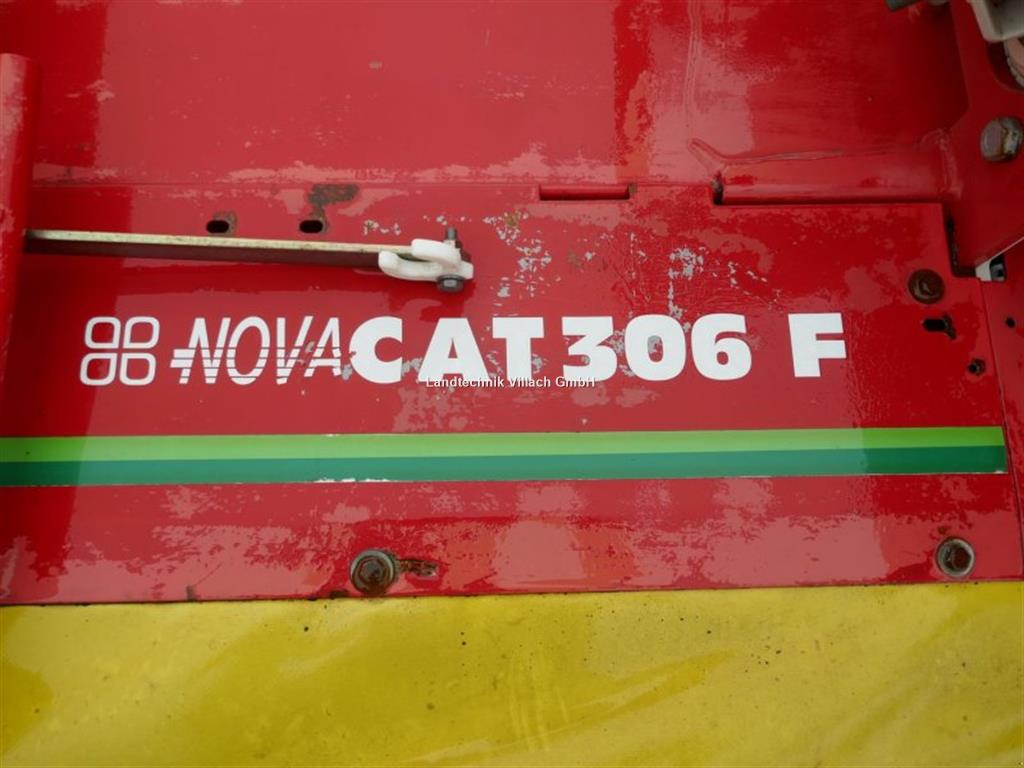 NOVACAT 306 F
Landtechnik Villach GmbH